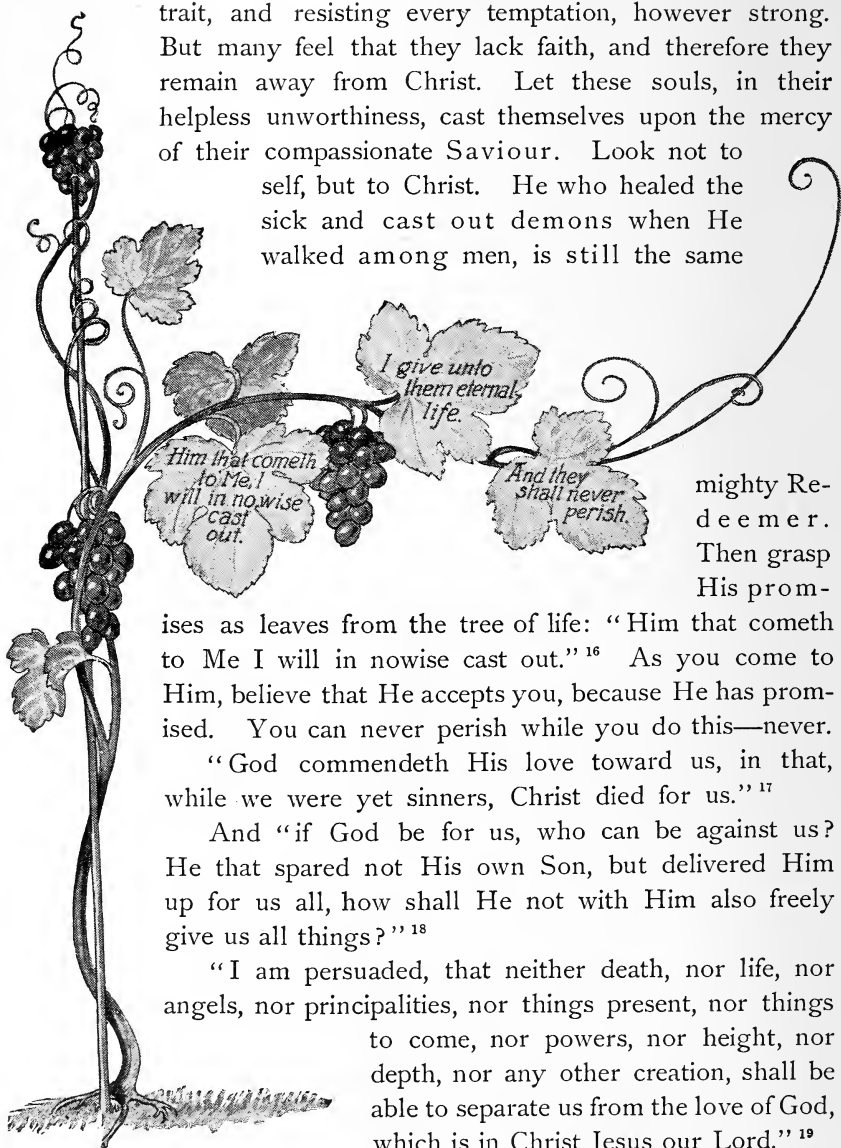 trait, and resisting every temptation, however strong.
But many feel that they lack faith, and therefore they
remain away from Christ. Let these souls, in their
helpless unworthiness, cast themselves upon the mercy
of their compassionate Saviour. Look not to
self, but to Christ. He who healed the
sick and cast out demons when He
walked among men, is still the same
I give unto
them eternal
life.
Him that cometh
to Me, I
will in nowise
cast
out.
And they
shall never
perish.
mighty Re-
deemer.
Then grasp
His prom-
ises as leaves from the tree of life: “Him that cometh
to Me I will in nowise cast out.” 16 As you come to
Him, believe that He accepts you, because He has prom-
ised. You can never perish while you do this—never.
“God commendeth His love toward us, in that,
while we were yet sinners, Christ died for us.” 17
And “if God be for us, who can be against us?
He that spared not His own Son, but delivered Him
up for us all, how shall He not with Him also freely
give us all things?” 18
“I am persuaded, that neither death, nor life, nor
angels, nor principalities, nor things present, nor things
to come, nor powers, nor height, nor
depth, nor any other creation, shall be
able to separate us from the love of God,
which is in Christ Jesus our Lord.” 19